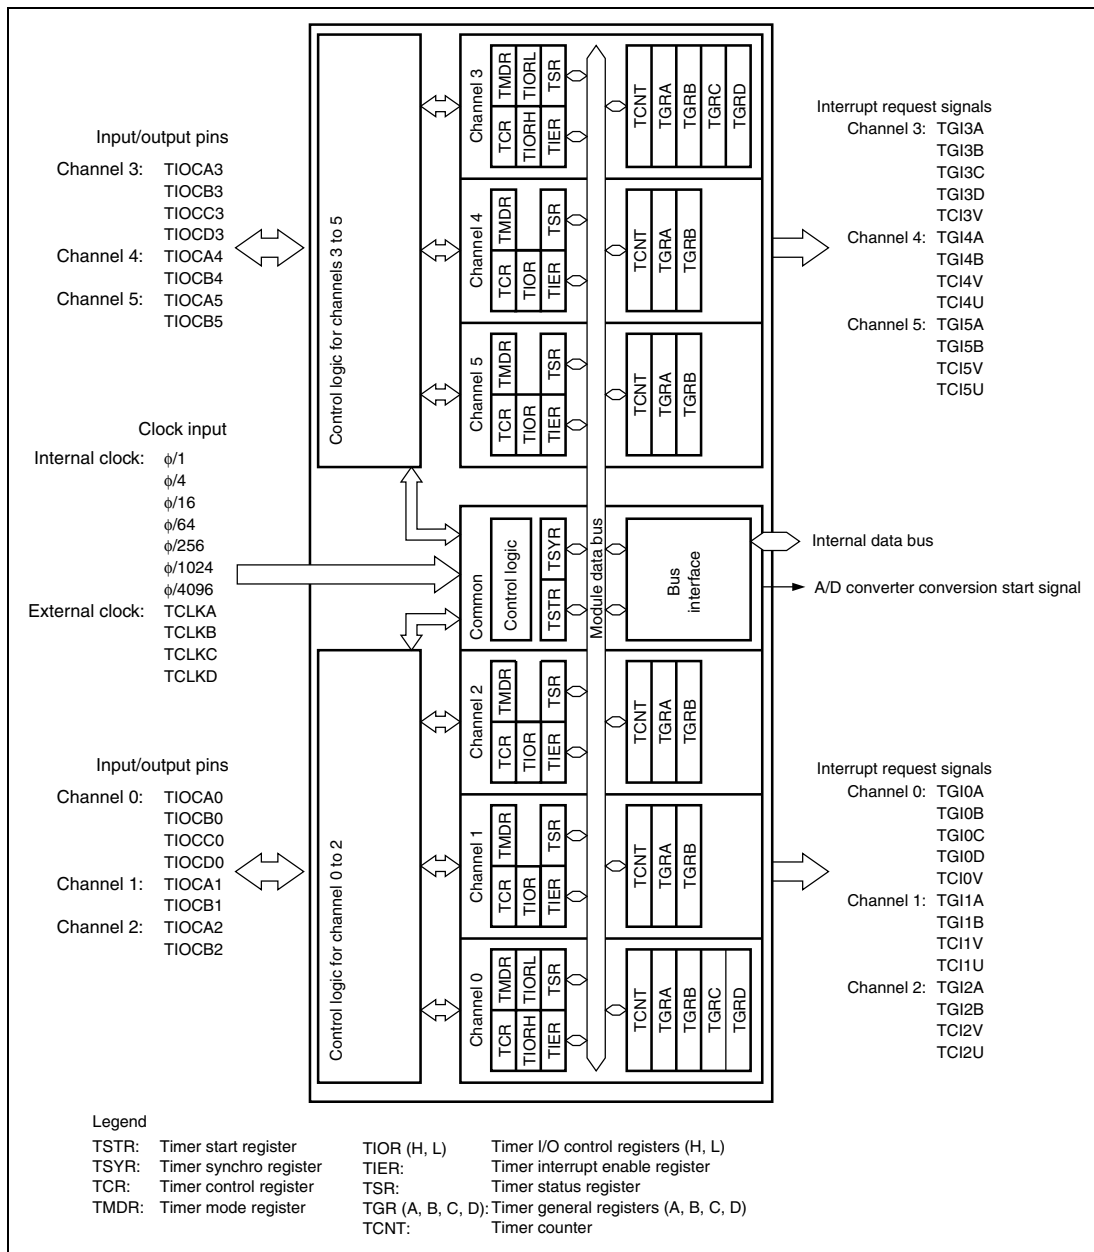 Input/output pins
Channel 3: TIOCA3
TIOCB3
TIOCC3
TIOCD3
Channel 4: TIOCA4
TIOCB4
Channel 5: TIOCA5
TIOCB5
Clock input
Internal clock: ϕ/1
ϕ/4
ϕ/16
ϕ/64
ϕ/256
ϕ/1024
ϕ/4096
External clock: TCLKA
TCLKB
TCLKC
TCLKD
Input/output pins
Channel 0: TIOCA0
TIOCB0
TIOCC0
TIOCD0
Channel 1: TIOCA1
TIOCB1
Channel 2: TIOCA2
TIOCB2
Control logic for channels 3 to 5
Control logic for channel 0 to 2
Channel 3
TMDR TIORL TSR
TCR TIORH TIER
TCNT TGRA TGRB TGRC TGRD
Channel 4
TMDR TSR
TCR TIOR TIER
TCNT TGRA TGRB
Channel 5
TMDR TSR
TCR TIOR TIER
TCNT TGRA TGRB
Common
Control logic
TSTR TSYR
Module data bus
Bus
interface
Channel 2
TMDR TSR
TCR TIOR TIER
TCNT TGRA TGRB
Channel 1
TMDR TSR
TCR TIOR TIER
TCNT TGRA TGRB
Channel 0
TMDR TIORL TSR
TCR TIORH TIER
TCNT TGRA TGRB TGRC TGRD
Interrupt request signals
Channel 3: TGI3A
TGI3B
TGI3C
TGI3D
TCI3V
Channel 4: TGI4A
TGI4B
TCI4V
TCI4U
Channel 5: TGI5A
TGI5B
TCI5V
TCI5U
Internal data bus
A/D converter conversion start signal
Interrupt request signals
Channel 0: TGI0A
TGI0B
TGI0C
TGI0D
TCI0V
Channel 1: TGI1A
TGI1B
TCI1V
TCI1U
Channel 2: TGI2A
TGI2B
TCI2V
TCI2U
Legend
TSTR: Timer start register
TSYR: Timer synchro register
TCR: Timer control register
TMDR: Timer mode register
TIOR (H, L) Timer I/O control registers (H, L)
TIER: Timer interrupt enable register
TSR: Timer status register
TGR (A, B, C, D): Timer general registers (A, B, C, D)
TCNT: Timer counter